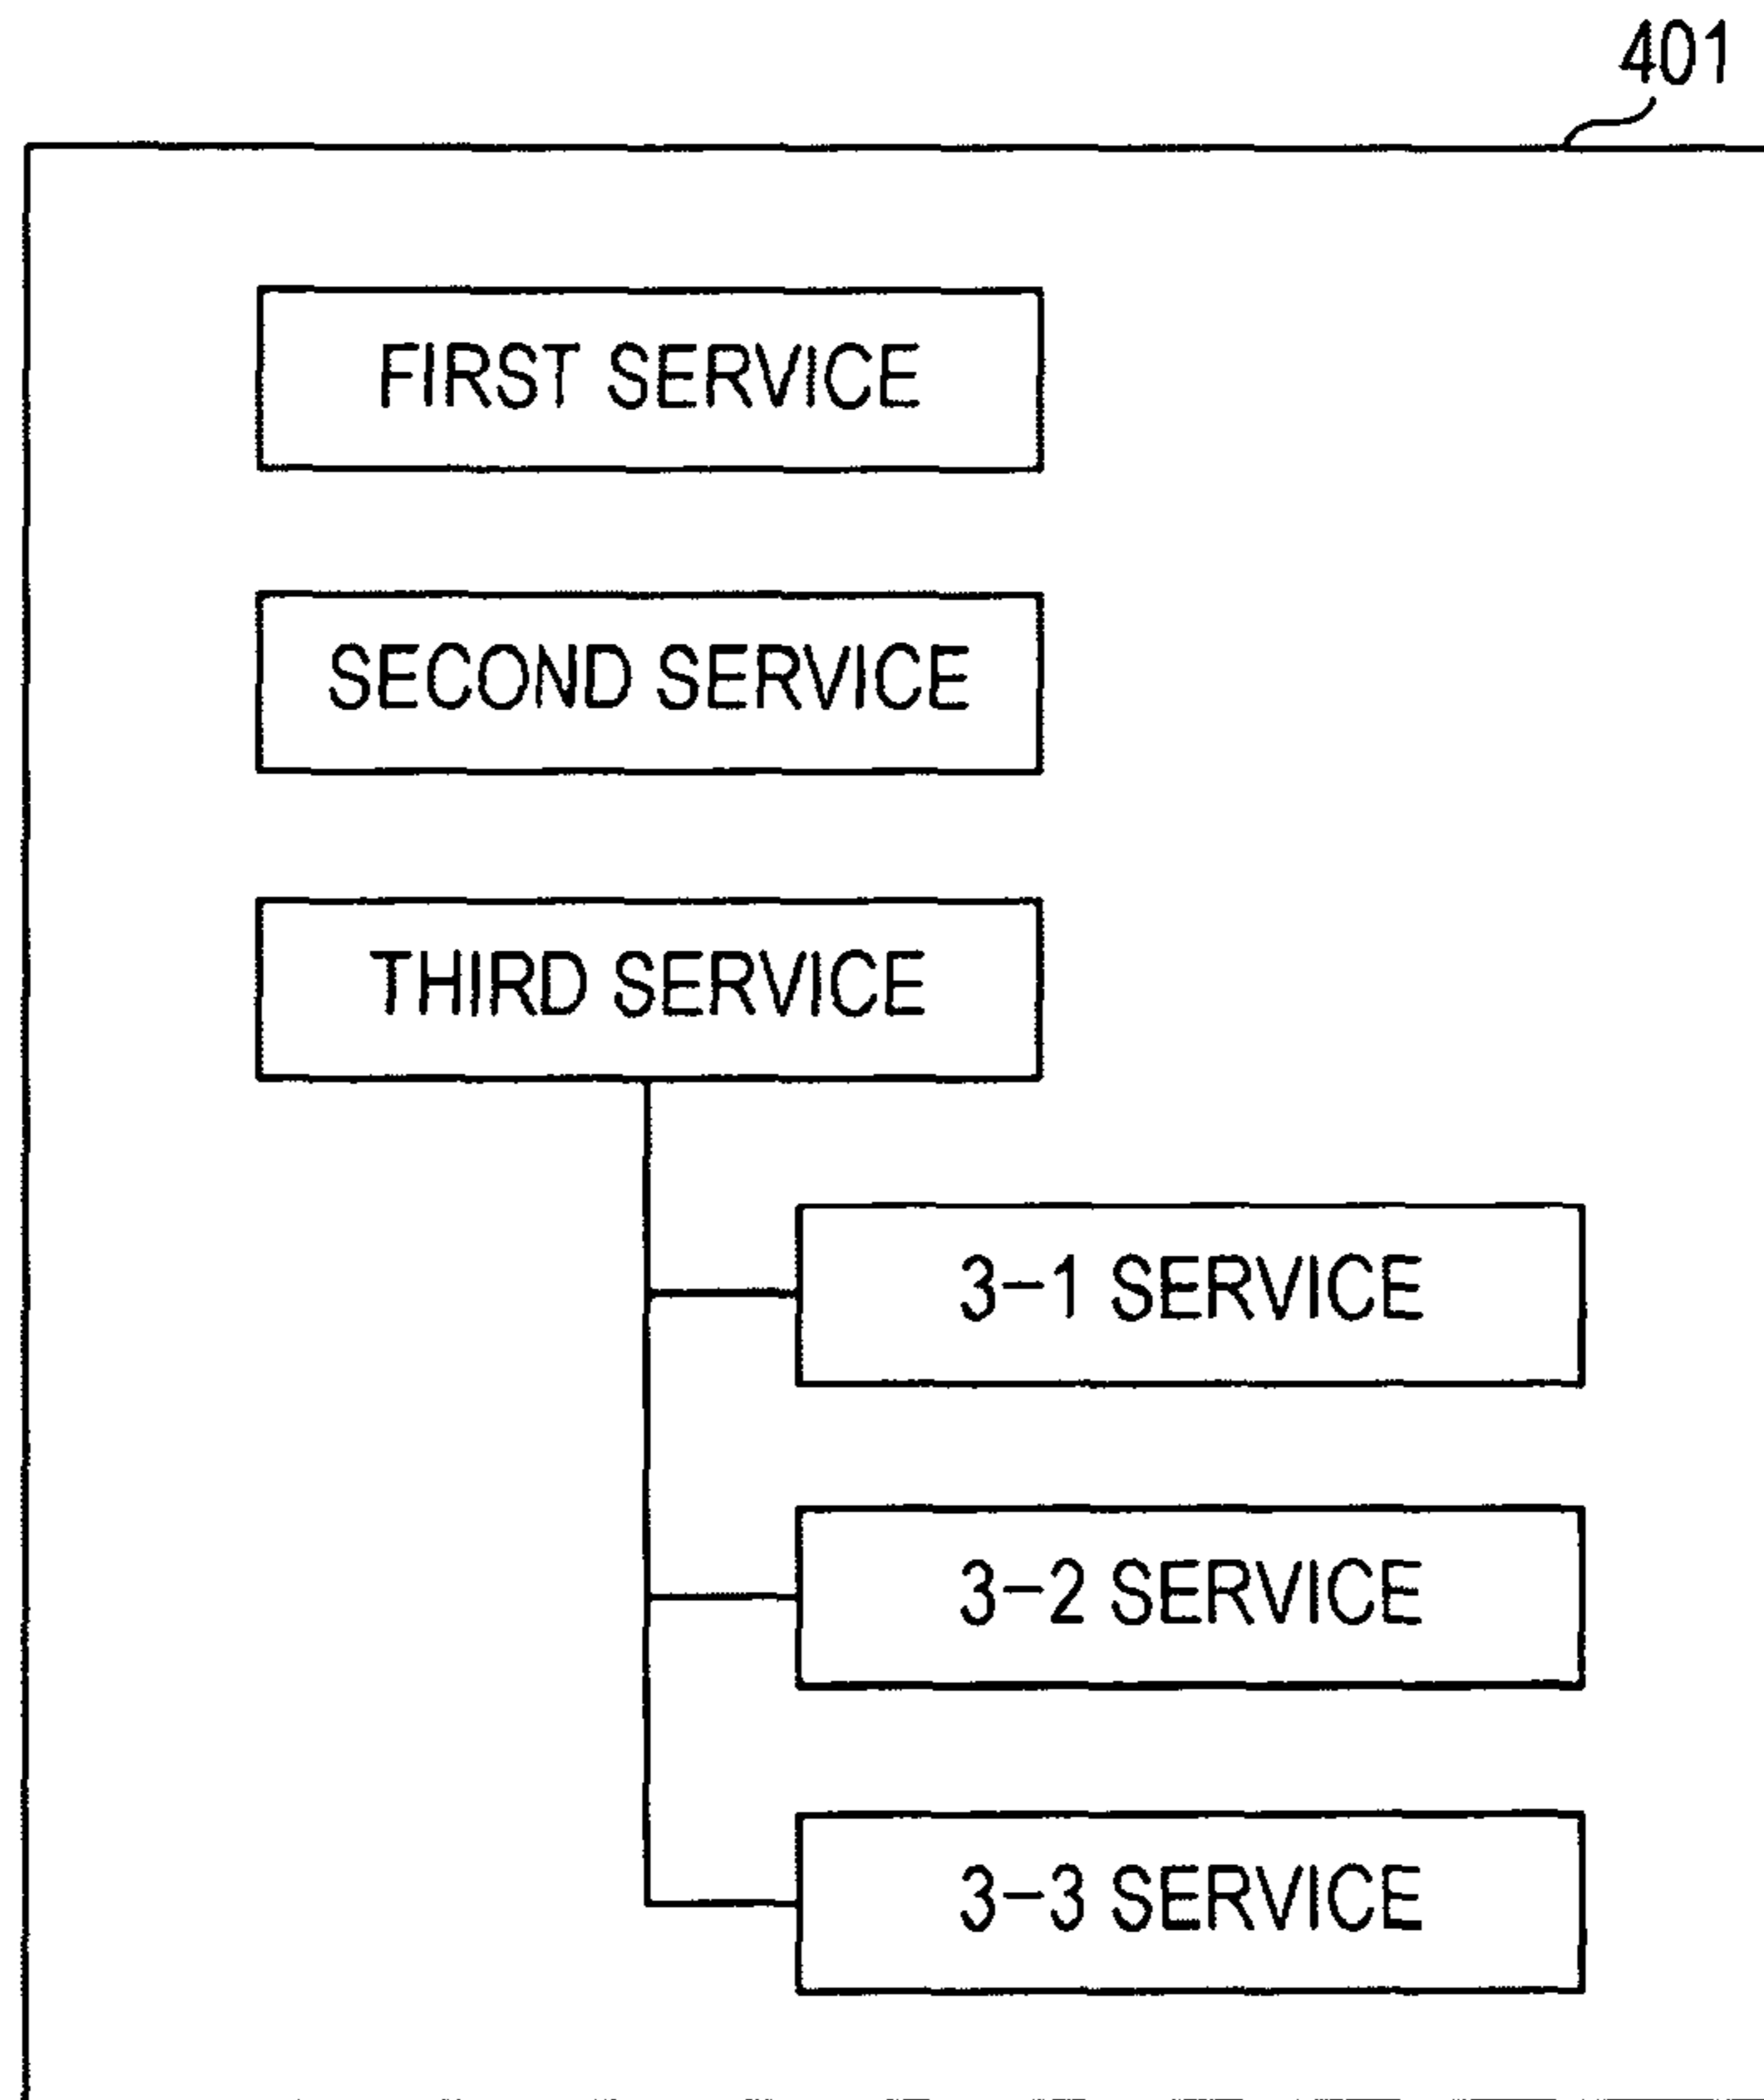 401
FIRST SERVICE
SECOND SERVICE
THIRD SERVICE
3-1 SERVICE
3-2 SERVICE
3-3 SERVICE